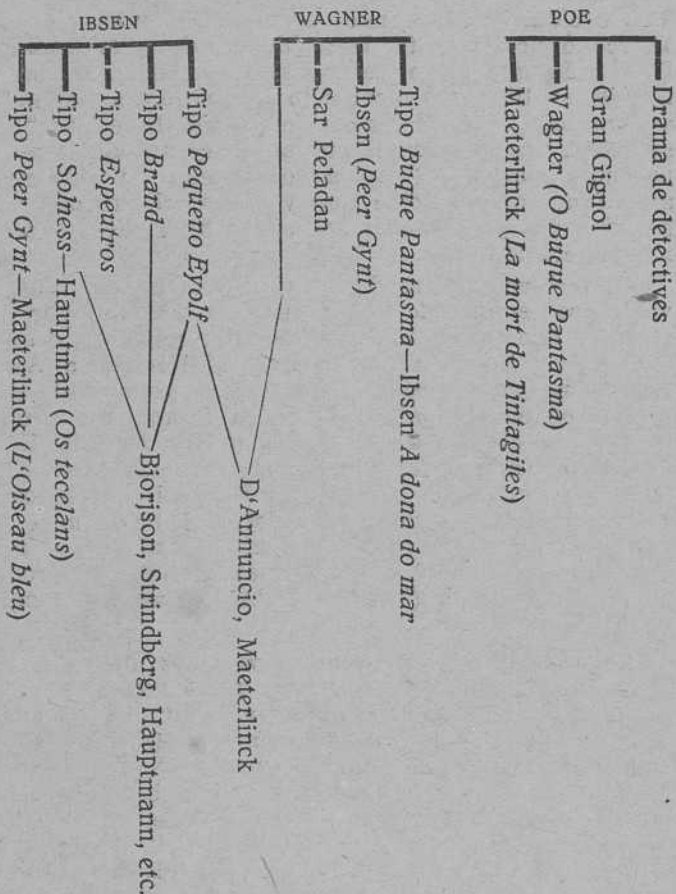 POE
Drama de detectives
Gran Gignol
Wagner (O Buque Pantasma)
Maeterlinck (La mort de Tintagiles)
WAGNER
Tipo Buque Pantasma—Ibsen A dona do mar
Ibsen (Peer Gynt)
Sar Peladan
D'Annuncio, Maeterlinck
IBSEN
Tipo Pequeno Eyolf
Tipo Brand
Bjorjson, Strindberg, Hauptmann, etc.
Tipo Espeutros
Tipo Solness—Hauptman (Os tecelans)
Tipo Peer Gynt—Maeterlinck (L'Oiseau bleu)